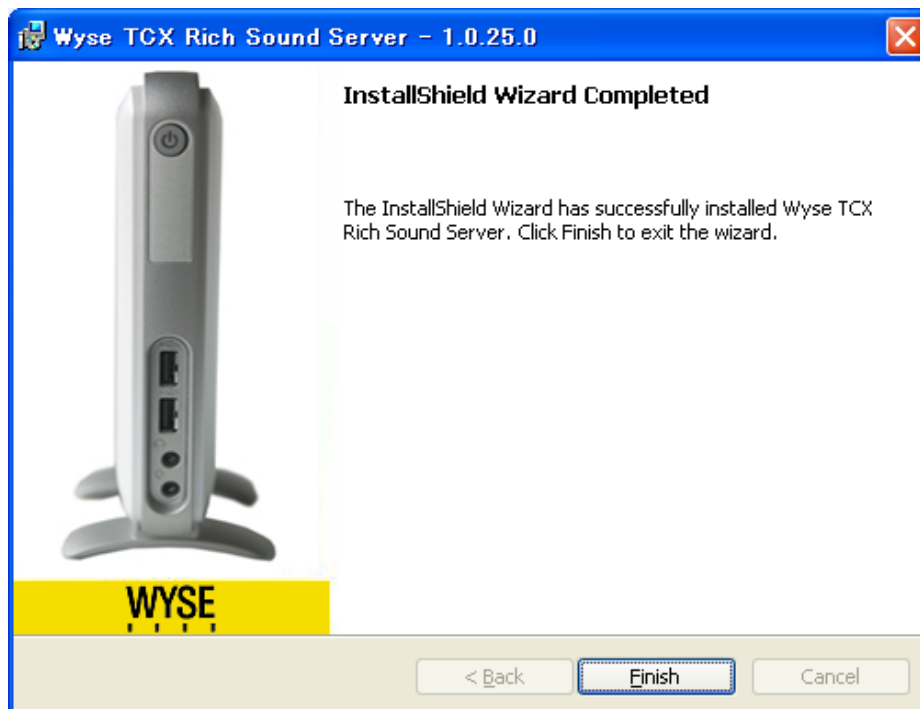 Wyse TCX Rich Sound Server - 1.0.25.0
InstallShield Wizard Completed
The InstallShield Wizard has successfully installed Wyse TCX
Rich Sound Server. Click Finish to exit the wizard.
WYSE
< Back
Finish
Cancel